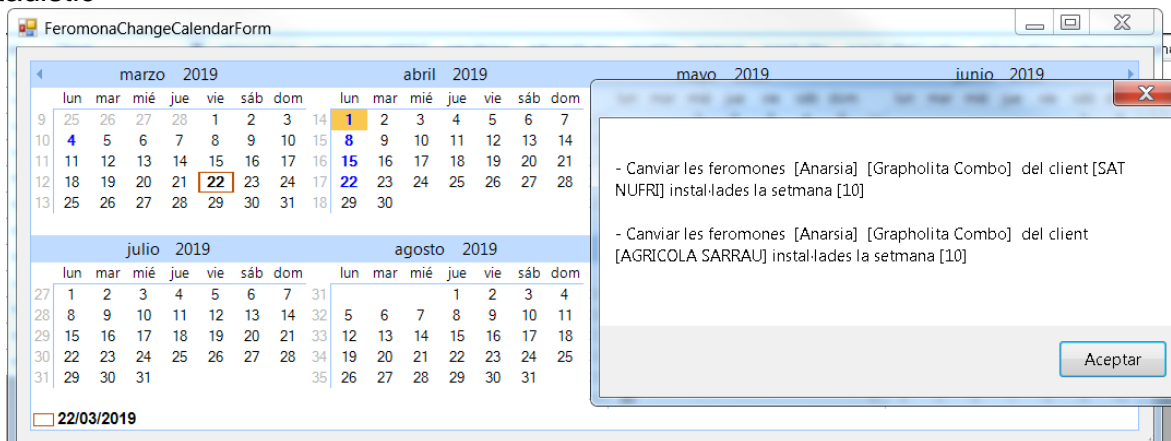 FeromonaChangeCalendarForm
marzo 2019 abril 2019 mayo 2019 junio 2019
lun mar mié jue vie sáb dom lun mar mié jue vie sáb dom
9 25 26 27 28 1 2 3 14 1 2 3 4 5 6 7
10 4 5 6 7 8 9 10 15 8 9 10 11 12 13 14
11 11 12 13 14 15 16 17 16 15 16 17 18 19 20 21
12 18 19 20 21 22 23 24 17 22 23 24 25 26 27 28
13 25 26 27 28 29 30 31 18 29 30
julio 2019 agosto 2019
lun mar mié jue vie sáb dom lun mar mié jue vie sáb dom
27 1 2 3 4 5 6 7 31 1 2 3 4
28 8 9 10 11 12 13 14 32 5 6 7 8 9 10 11
29 15 16 17 18 19 20 21 33 12 13 14 15 16 17 18
30 22 23 24 25 26 27 28 34 19 20 21 22 23 24 25
31 29 30 31 35 26 27 28 29 30 31
22/03/2019
- Canviar les feromones [Anarsia] [Grapholita Combo] del client [SAT
NUFRI] instal·lades la setmana [10]
- Canviar les feromones [Anarsia] [Grapholita Combo] del client
[AGRICOLA SARRAU] instal·lades la setmana [10]
Aceptar